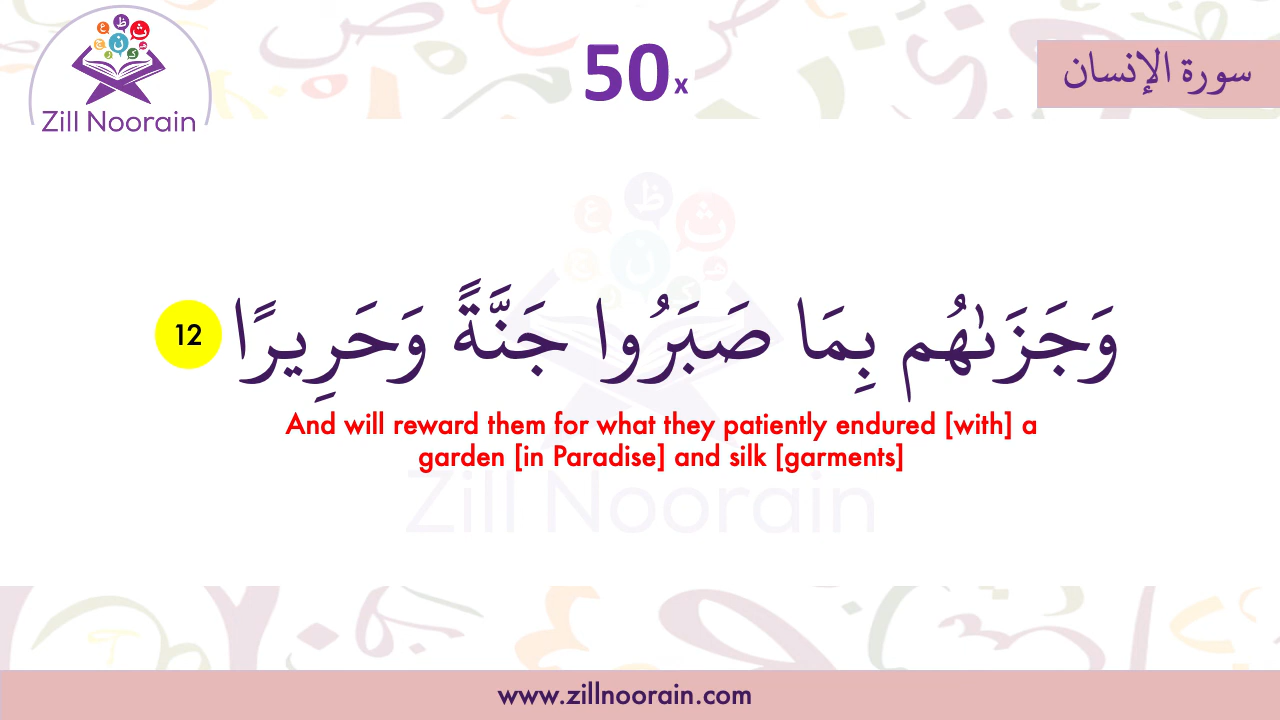 Zill Noorain
50x
سورة الإنسان
وَجَزَىٰهُم بِمَا صَبَرُوا جَنَّةً وَحَرِيرًا 12
And will reward them for what they patiently endured [with] a
garden [in Paradise] and silk [garments]
Zill Noorain
www.zillnoorain.com